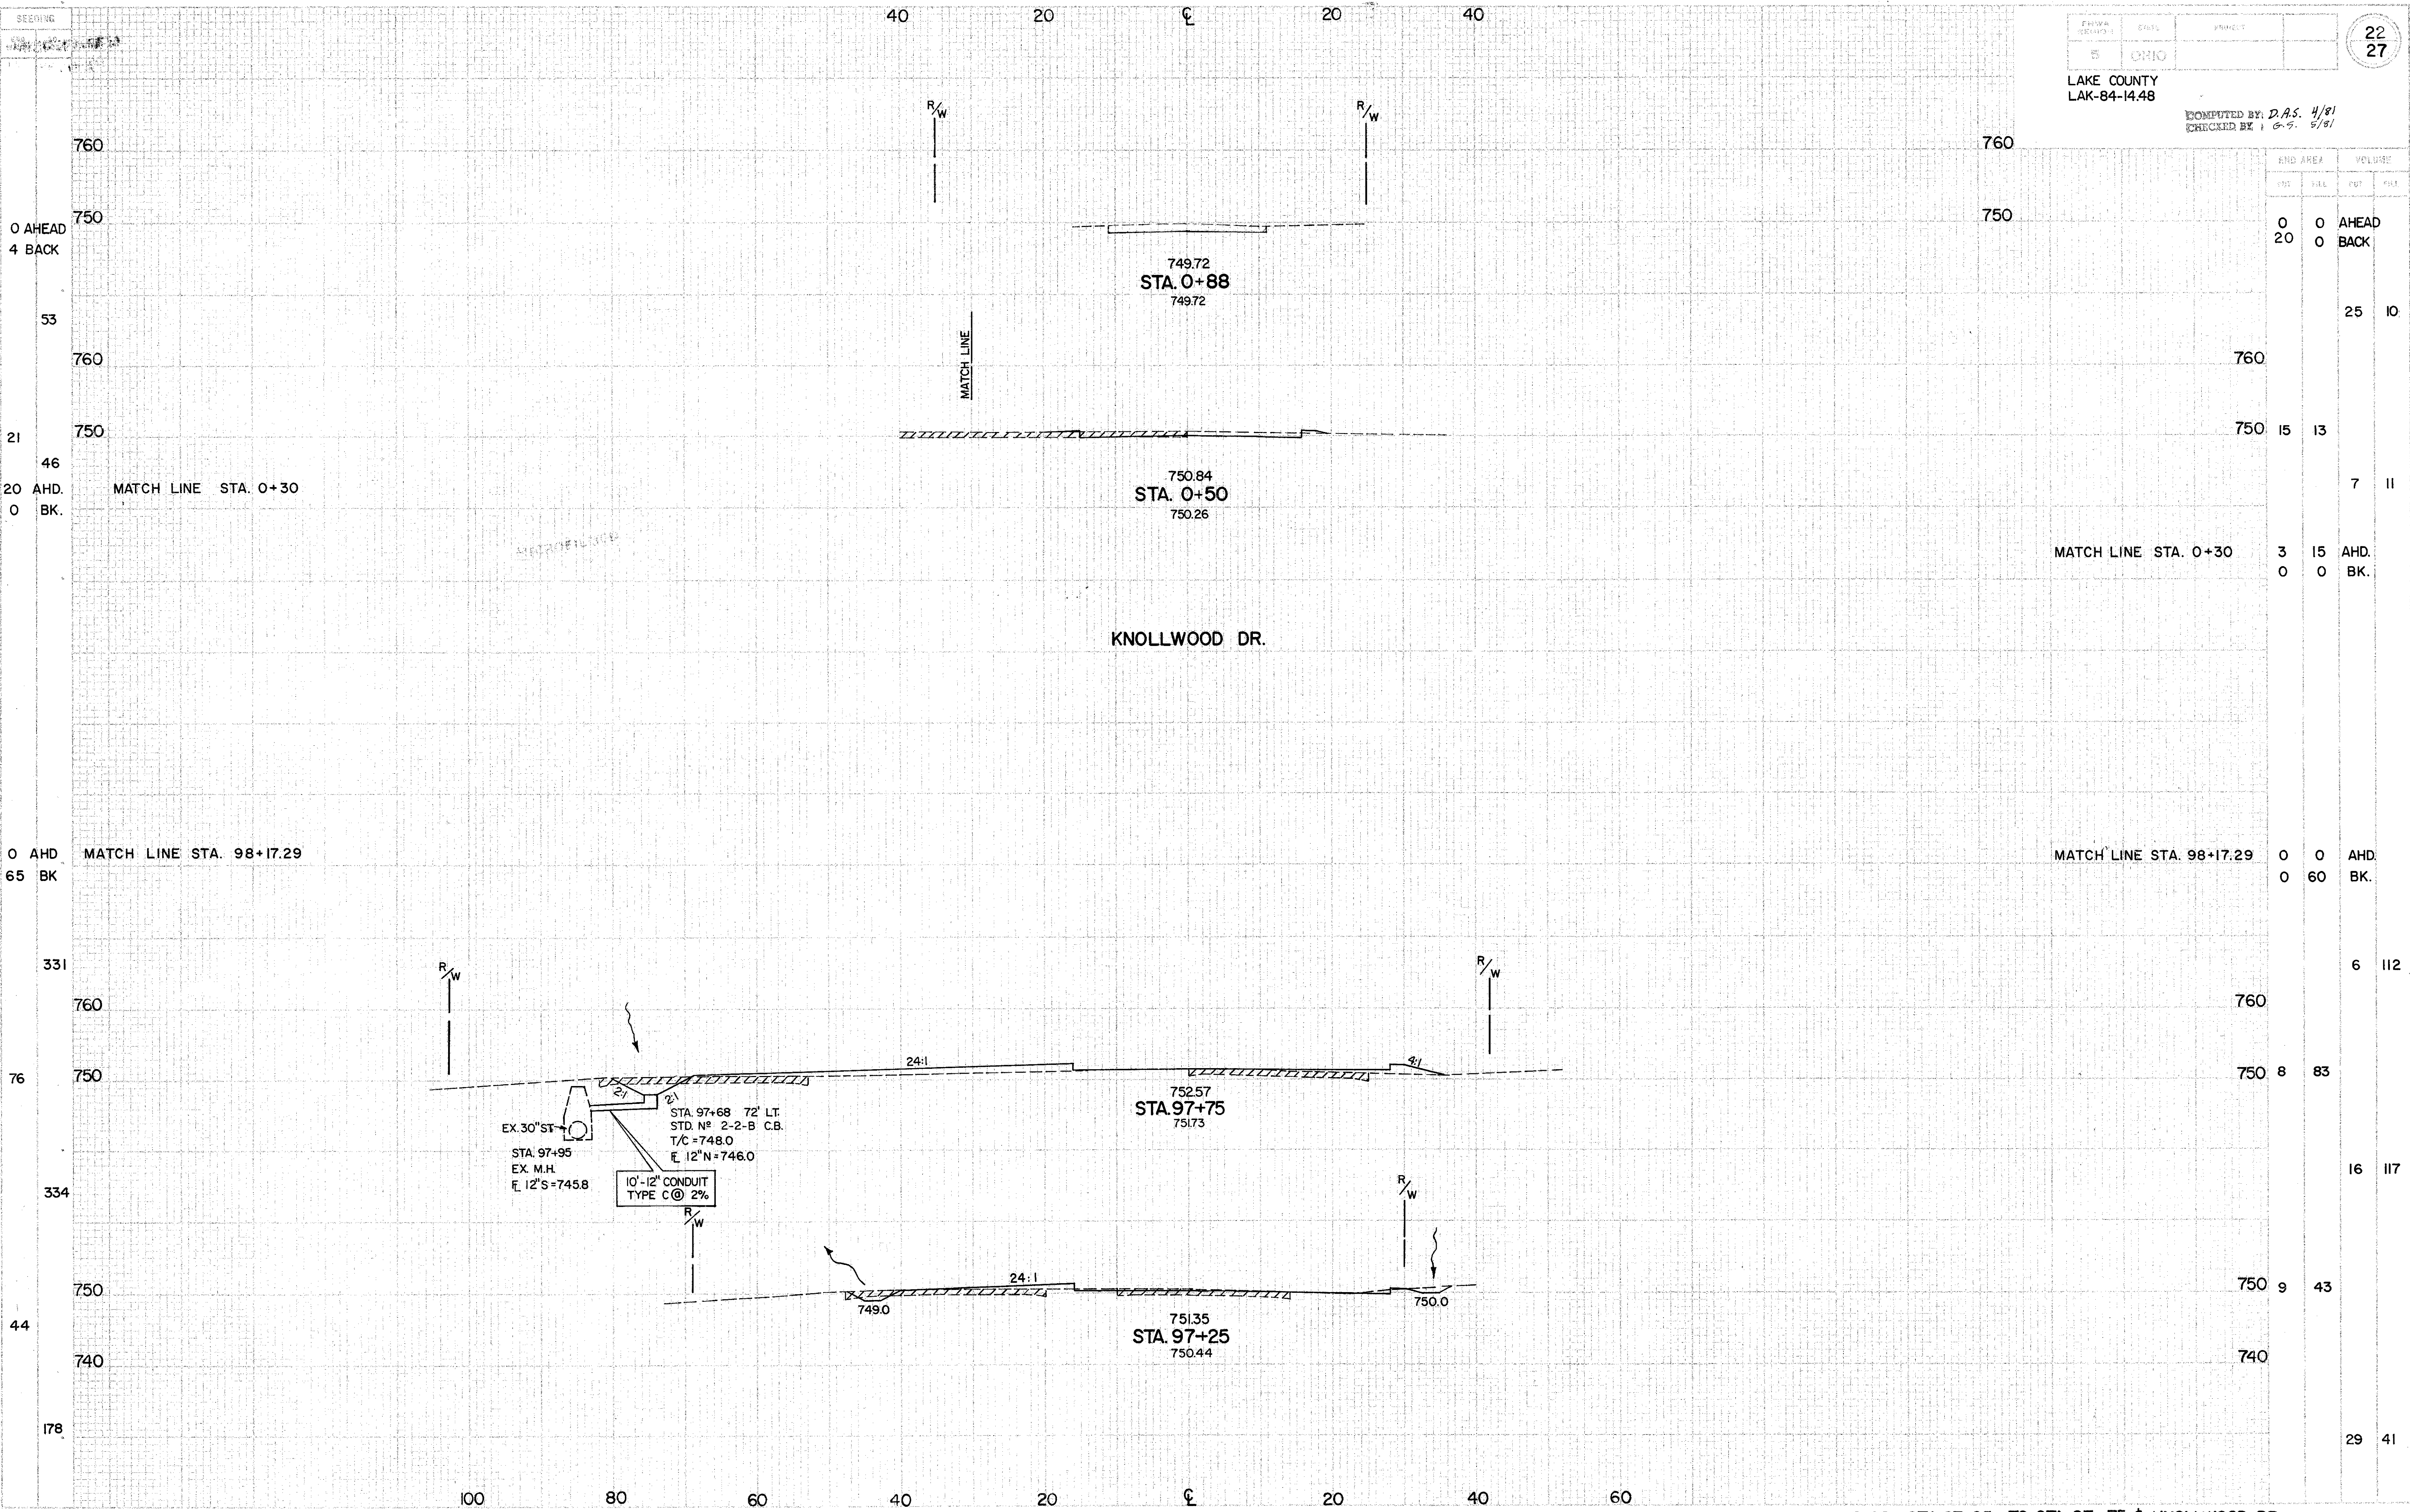 SEEDING
40 20 ℄ 20 40
22
27
5 OHIO
LAKE COUNTY
LAK-84-14.48
COMPUTED BY: D.A.S. 4/81
CHECKED BY: G.S. 5/81
END AREA VOLUME
CUT FILL CUT FILL
R/W R/W
760 760
750 750
0 AHEAD
4 BACK
0 0 AHEAD
20 0 BACK
749.72
STA. 0+88
749.72
53
25 10
MATCH LINE
760 760
21 750
750 15 13
46
750.84
STA. 0+50
750.26
7 11
20 AHD. MATCH LINE STA. 0+30
0 BK.
MATCH LINE STA. 0+30 3 15 AHD.
0 0 BK.
MICROFILMED
KNOLLWOOD DR.
0 AHD MATCH LINE STA. 98+17.29
65 BK
MATCH LINE STA. 98+17.29 0 0 AHD.
0 60 BK.
331
6 112
R/W R/W
760 760
24:1 4:1
76 750
750 8 83
2:1 2:1
752.57
STA. 97+75
751.73
STA. 97+68 72' LT.
STD. Nº 2-2-B C.B.
T/C = 748.0
F̲L 12" N = 746.0
EX. 30" ST
STA. 97+95
EX. M.H.
F̲L 12" S = 745.8
10'-12" CONDUIT
TYPE C @ 2%
334
16 117
R/W R/W
24:1
750
750 9 43
749.0
750.0
751.35
STA. 97+25
750.44
44
740 740
178
29 41
100 80 60 40 20 ℄ 20 40 60